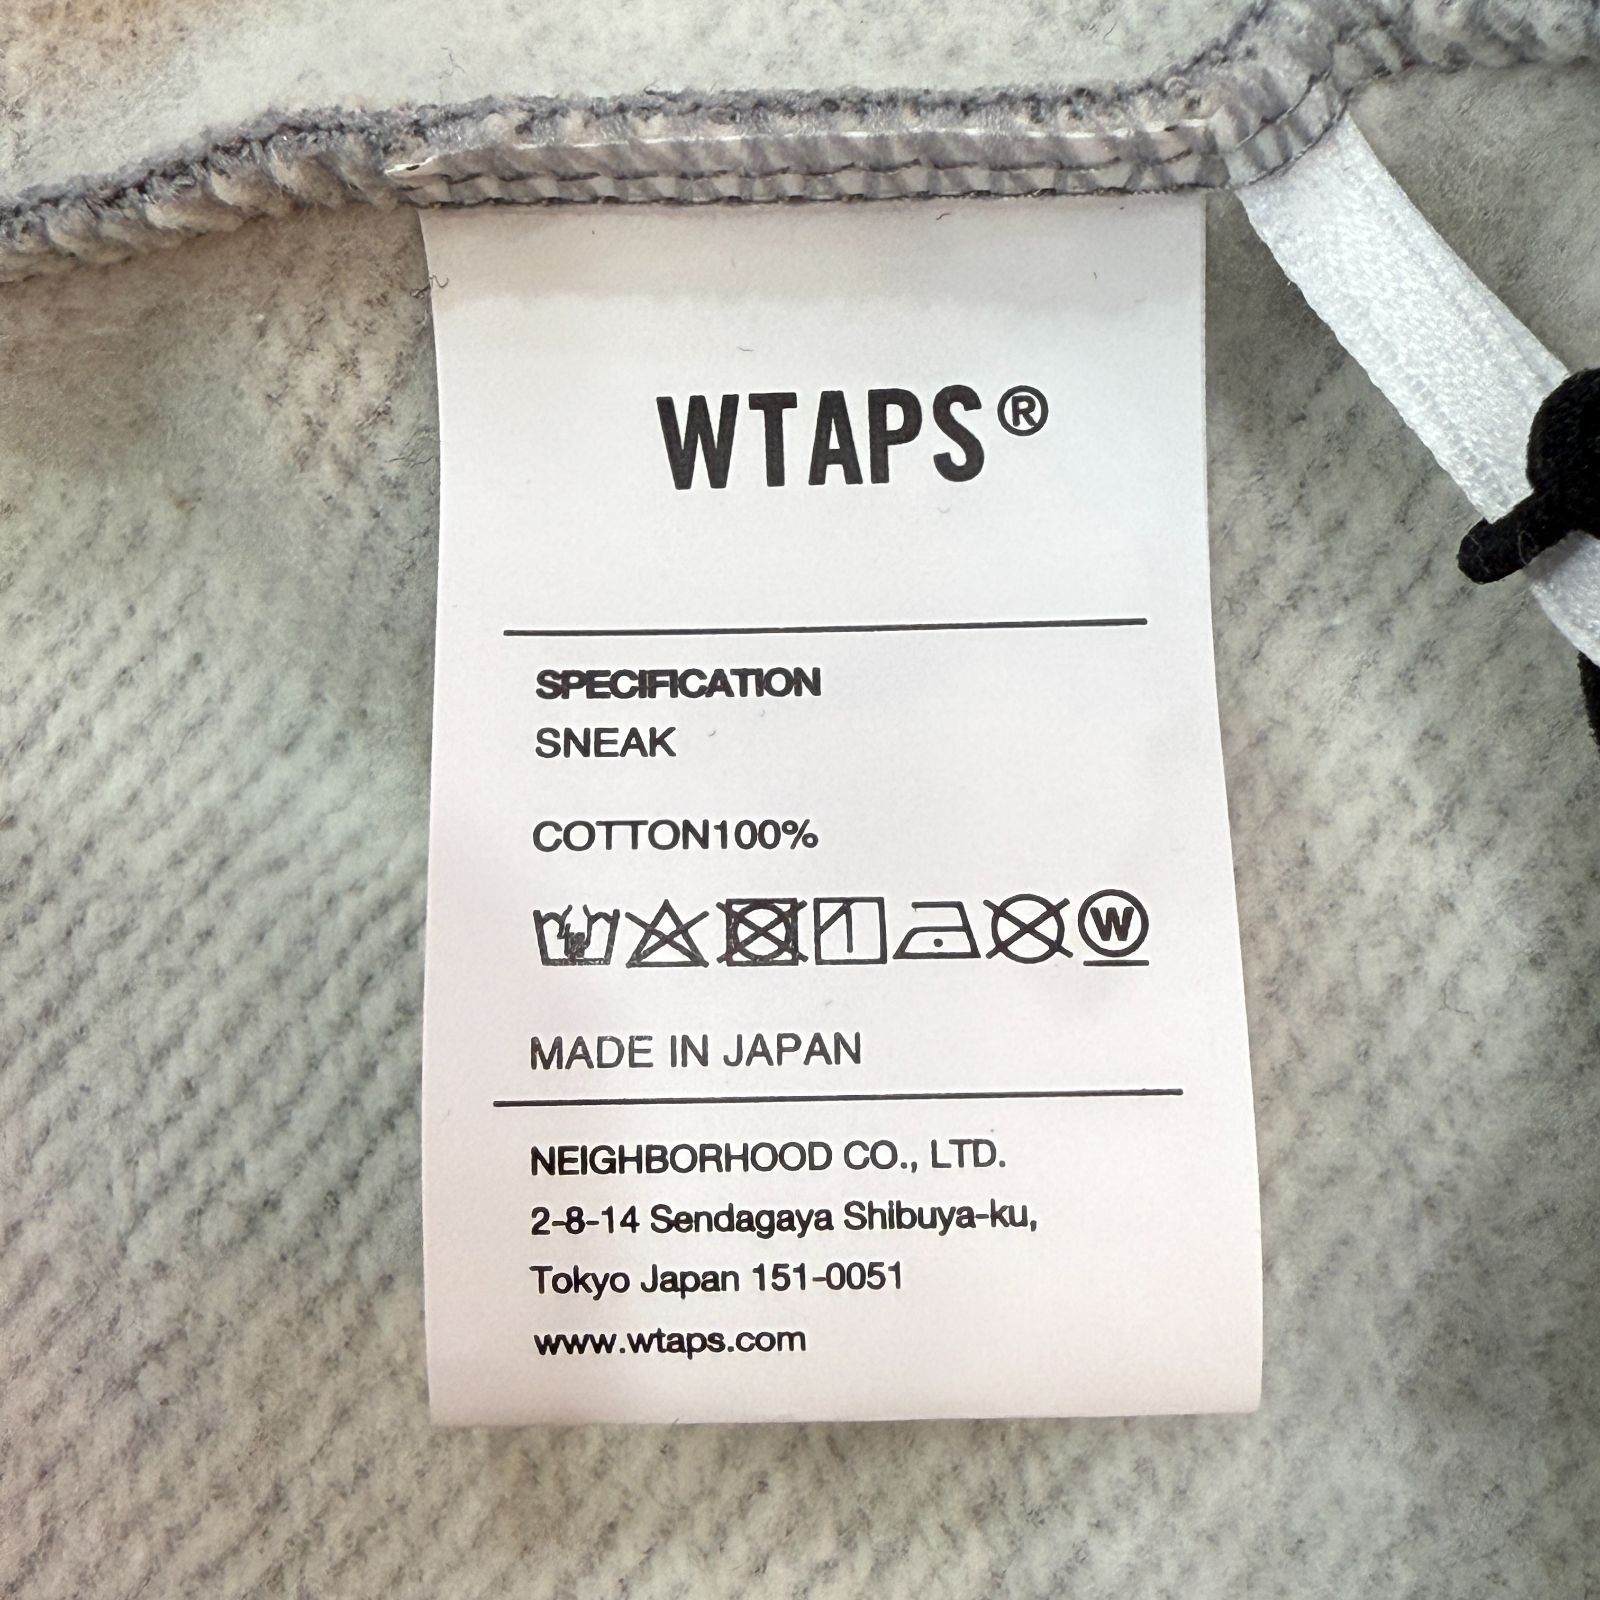 WTAPS®
SPECIFICATION
SNEAK
COTTON100%
W
MADE IN JAPAN
NEIGHBORHOOD CO., LTD.
2-8-14 Sendagaya Shibuya-ku,
Tokyo Japan 151-0051
www.wtaps.com